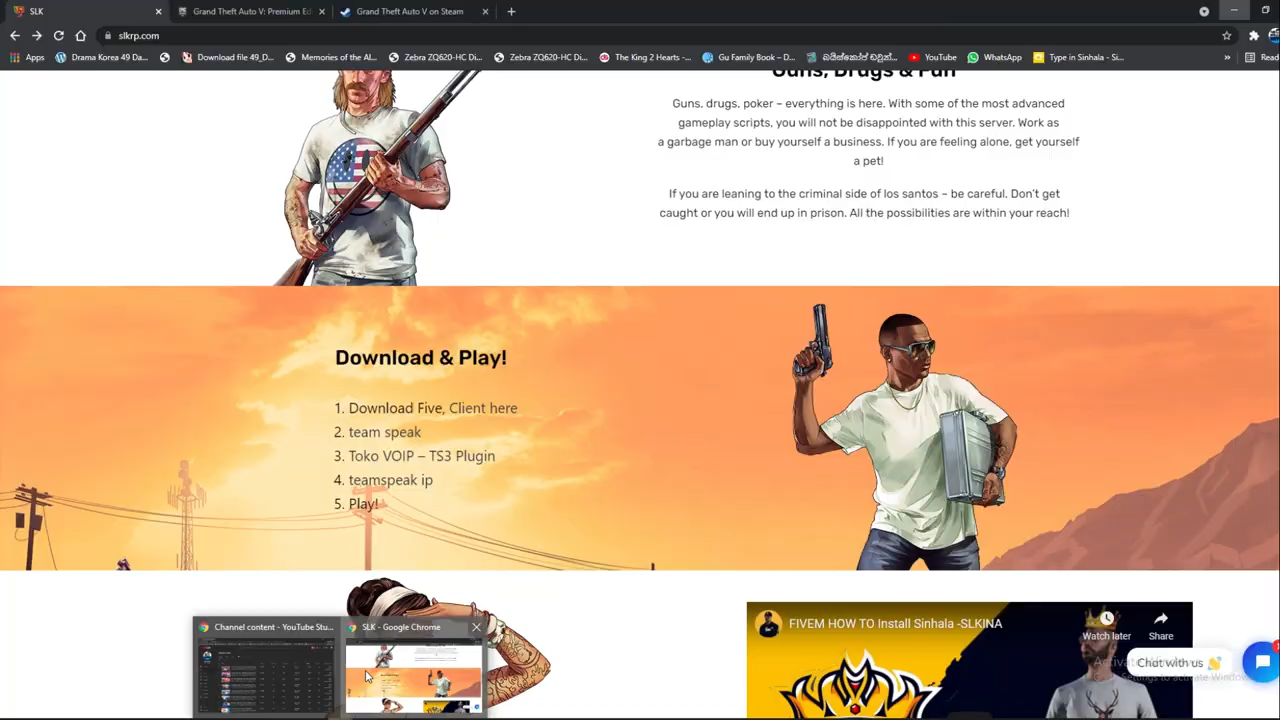 SLK
Grand Theft Auto V: Premium Ed
Grand Theft Auto V on Steam
slkrp.com
Apps
Drama Korea 49 Da...
Download file 49_D...
Memories of the Al...
Zebra ZQ620-HC Di...
Zebra ZQ620-HC Di...
The King 2 Hearts -...
Gu Family Book – D...
YouTube
WhatsApp
Type in Sinhala - Si...
»
Read
Guns, Drugs & Fun
Guns, drugs, poker – everything is here. With some of the most advanced
gameplay scripts, you will not be disappointed with this server. Work as
a garbage man or buy yourself a business. If you are feeling alone, get yourself
a pet!
If you are leaning to the criminal side of los santos – be careful. Don't get
caught or you will end up in prison. All the possibilities are within your reach!
Download & Play!
1. Download Five, Client here
2. team speak
3. Toko VOIP – TS3 Plugin
4. teamspeak ip
5. Play!
Channel content - YouTube Stu...
SLK - Google Chrome
FIVEM HOW TO Install Sinhala -SLKINA
Watch later
Share
Chat with us 👋